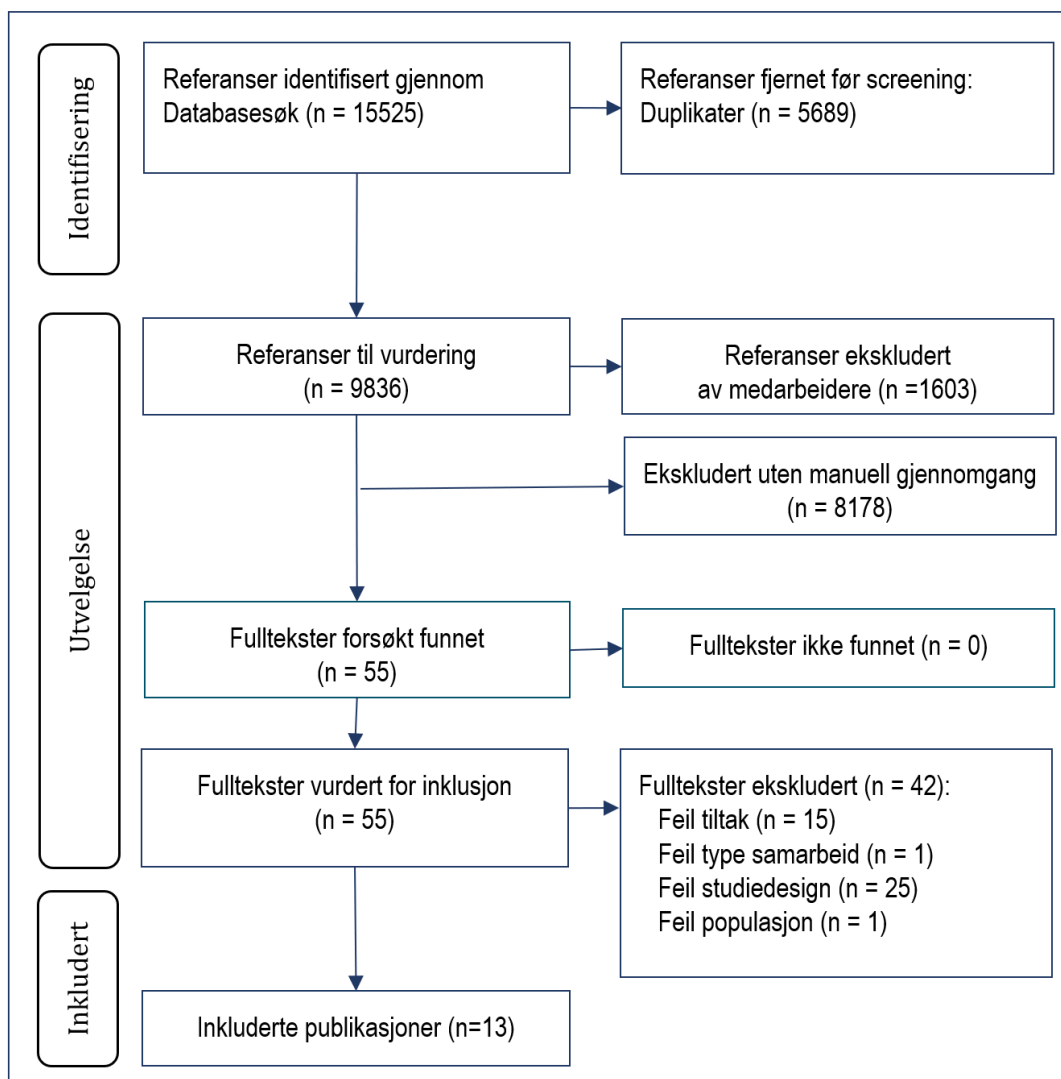 Identifisering
Referanser identifisert gjennom
Databasesøk (n = 15525)
Referanser fjernet før screening:
Duplikater (n = 5689)
Utvelgelse
Referanser til vurdering
(n = 9836)
Referanser ekskludert
av medarbeidere (n =1603)
Ekskludert uten manuell gjennomgang
(n = 8178)
Fulltekster forsøkt funnet
(n = 55)
Fulltekster ikke funnet (n = 0)
Fulltekster vurdert for inklusjon
(n = 55)
Fulltekster ekskludert (n = 42):
Feil tiltak (n = 15)
Feil type samarbeid (n = 1)
Feil studiedesign (n = 25)
Feil populasjon (n = 1)
Inkludert
Inkluderte publikasjoner (n=13)